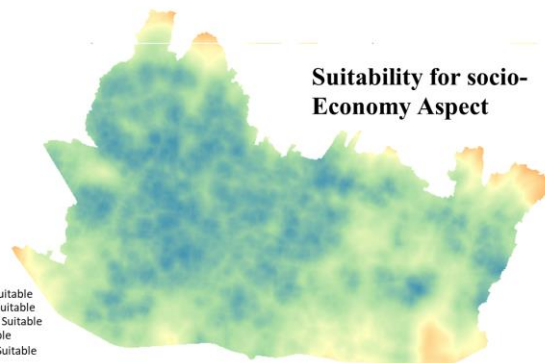 Suitability for socio-
Economy Aspect
uitable
uitable
Suitable
ble
Suitable